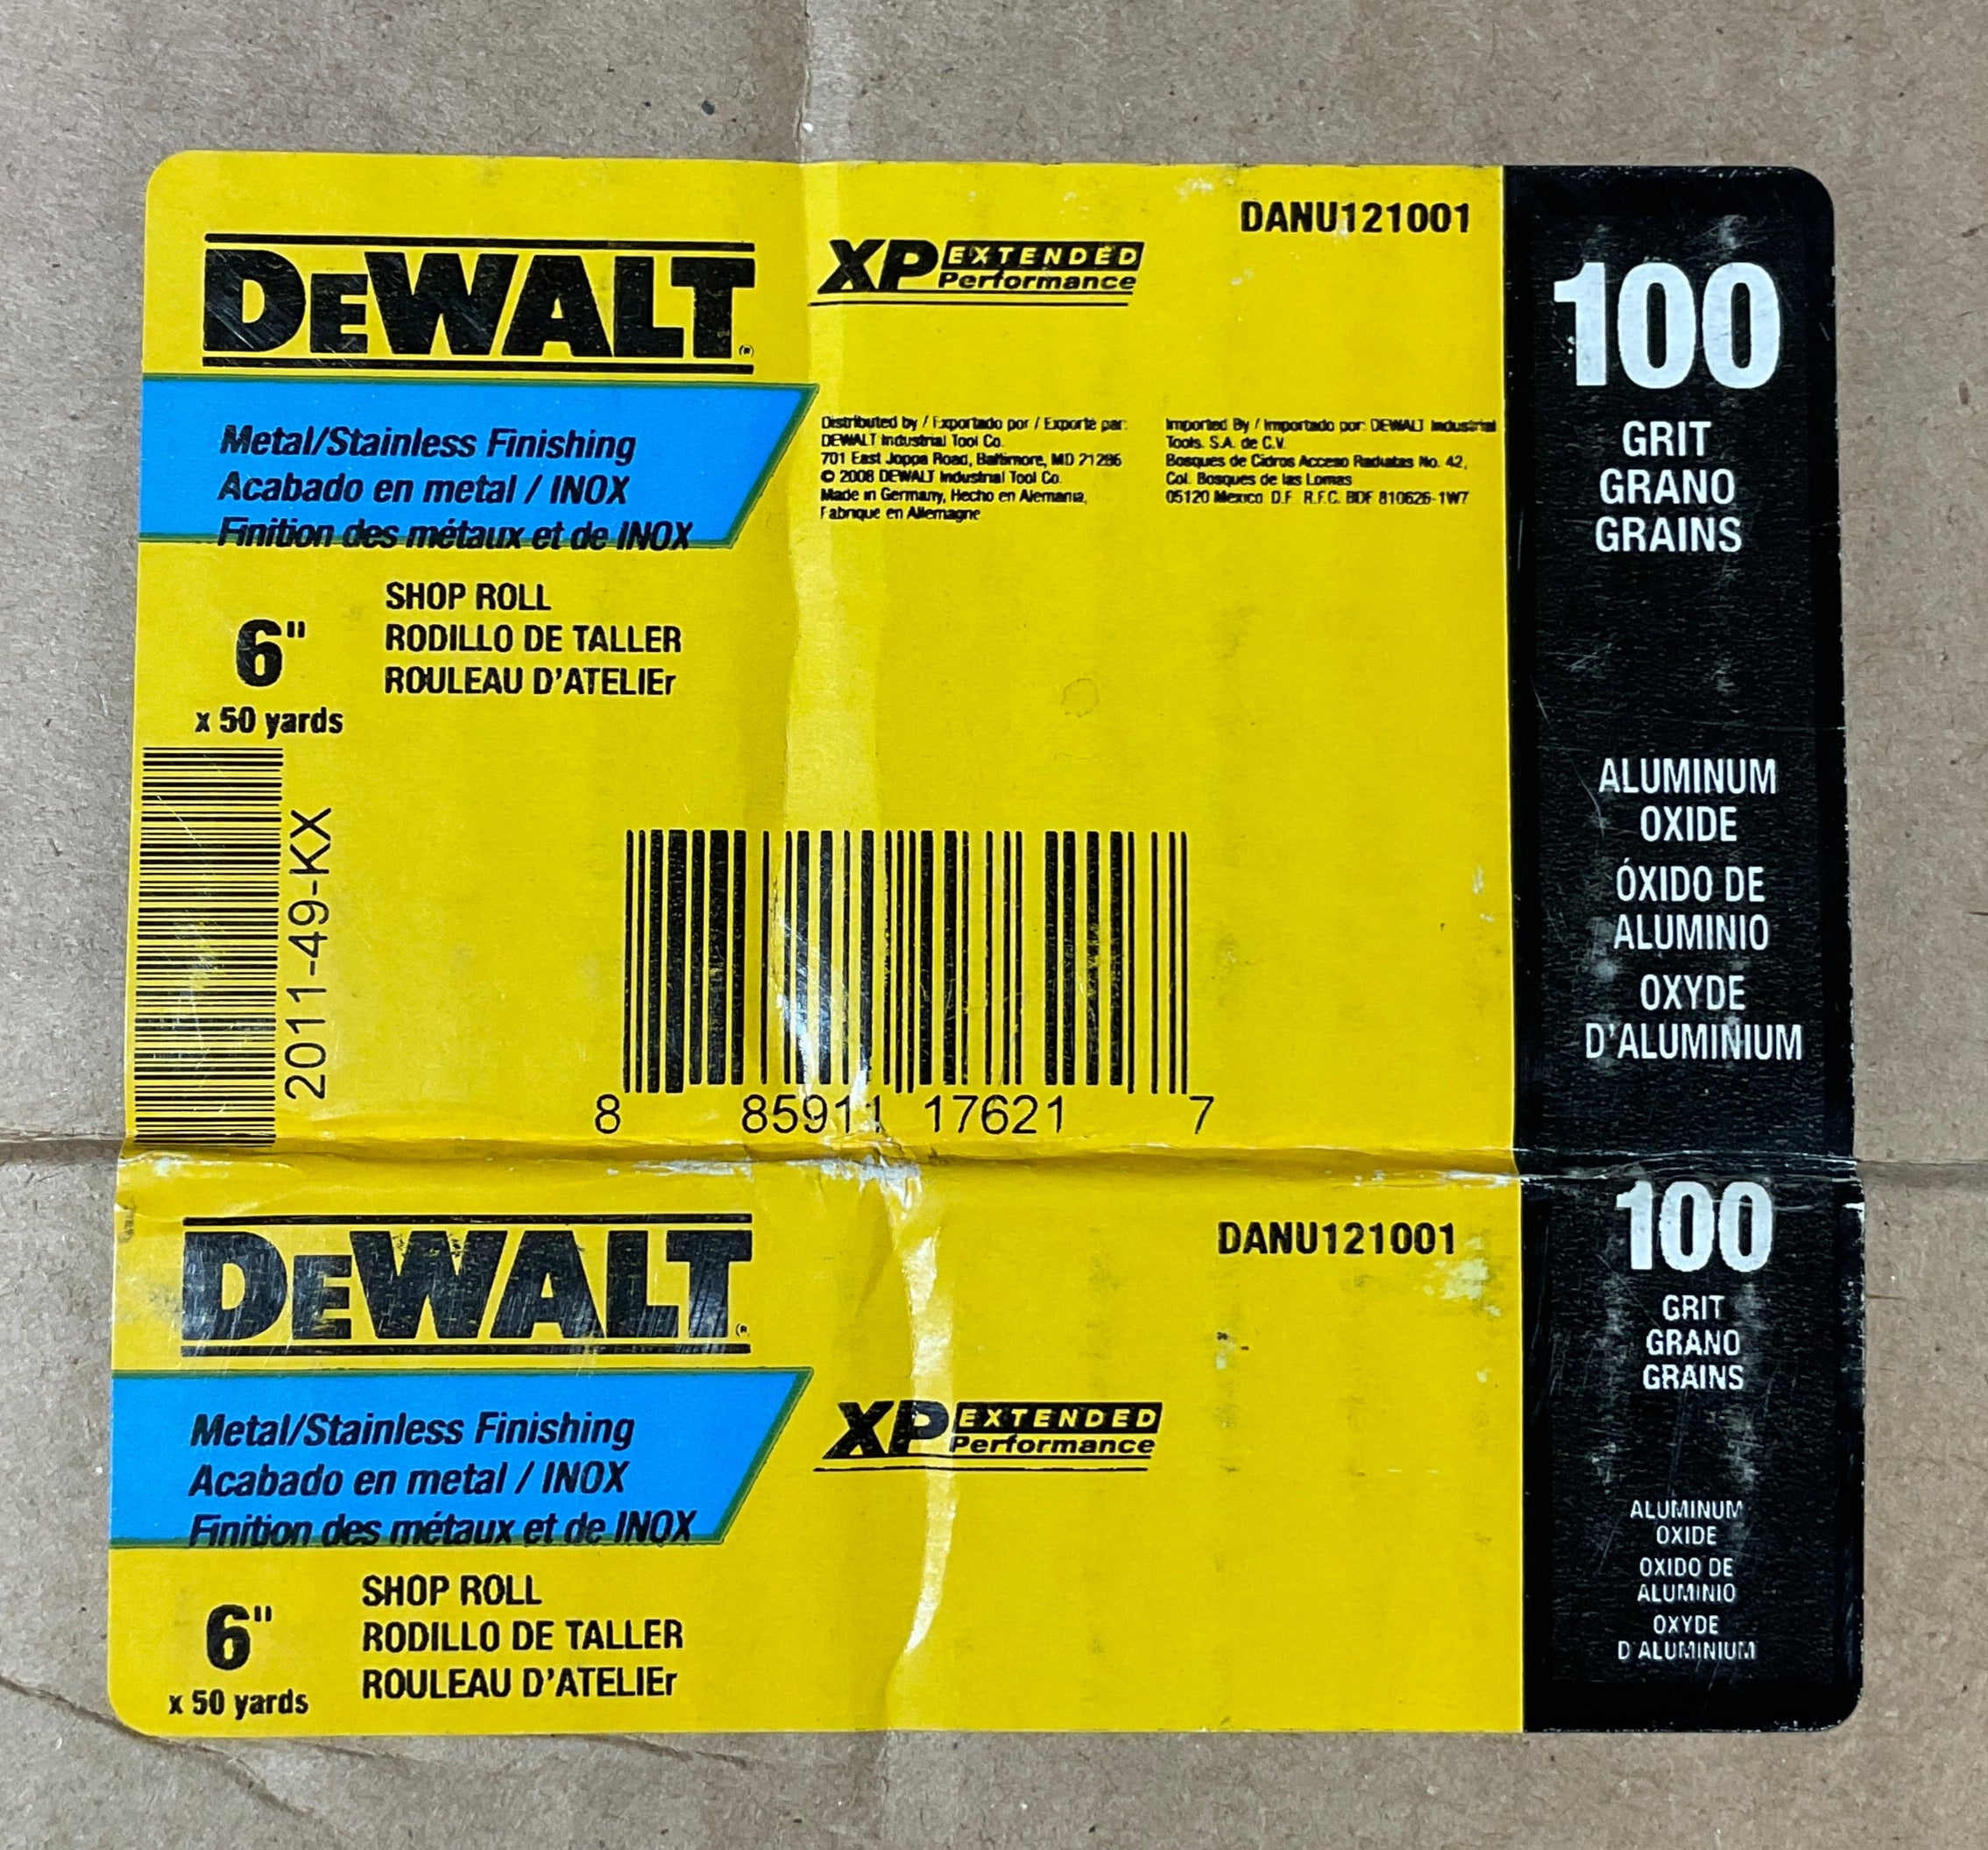 DEWALT®
XP EXTENDED
Performance
DANU121001
Metal/Stainless Finishing
Acabado en metal / INOX
Finition des métaux et de INOX
Distributed by / Exportado por / Exporté par:
DEWALT Industrial Tool Co.
701 East Joppa Road, Baltimore, MD 21286
© 2008 DEWALT Industrial Tool Co.
Made in Germany, Hecho en Alemania,
Fabriqué en Allemagne
Imported By / Importado por: DEWALT Industrial
Tools. S.A. de C.V.
Bosques de Cidros Acceso Radiatas No. 42,
Col. Bosques de las Lomas
05120 Mexico D.F R.F.C. BDF 810626-1W7
6"
x 50 yards
SHOP ROLL
RODILLO DE TALLER
ROULEAU D'ATELIEr
2011-49-KX
8 85911 17621 7
100
GRIT
GRANO
GRAINS
ALUMINUM
OXIDE
ÓXIDO DE
ALUMINIO
OXYDE
D'ALUMINIUM
DEWALT®
DANU121001
Metal/Stainless Finishing
Acabado en metal / INOX
Finition des métaux et de INOX
XP EXTENDED
Performance
6"
x 50 yards
SHOP ROLL
RODILLO DE TALLER
ROULEAU D'ATELIEr
100
GRIT
GRANO
GRAINS
ALUMINUM
OXIDE
OXIDO DE
ALUMINIO
OXYDE
D ALUMINIUM